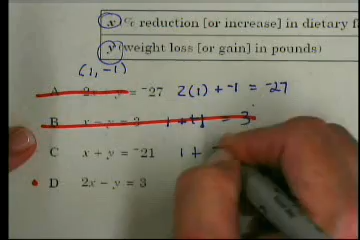 x % reduction [or increase] in dietary f
y (weight loss [or gain] in pounds)
(1, -1)
A 2x - y = -27 2(1) + -1 = -27
B x - y = 3 1 + +1 = 3
C x + y = -21 1 +
D 2x - y = 3